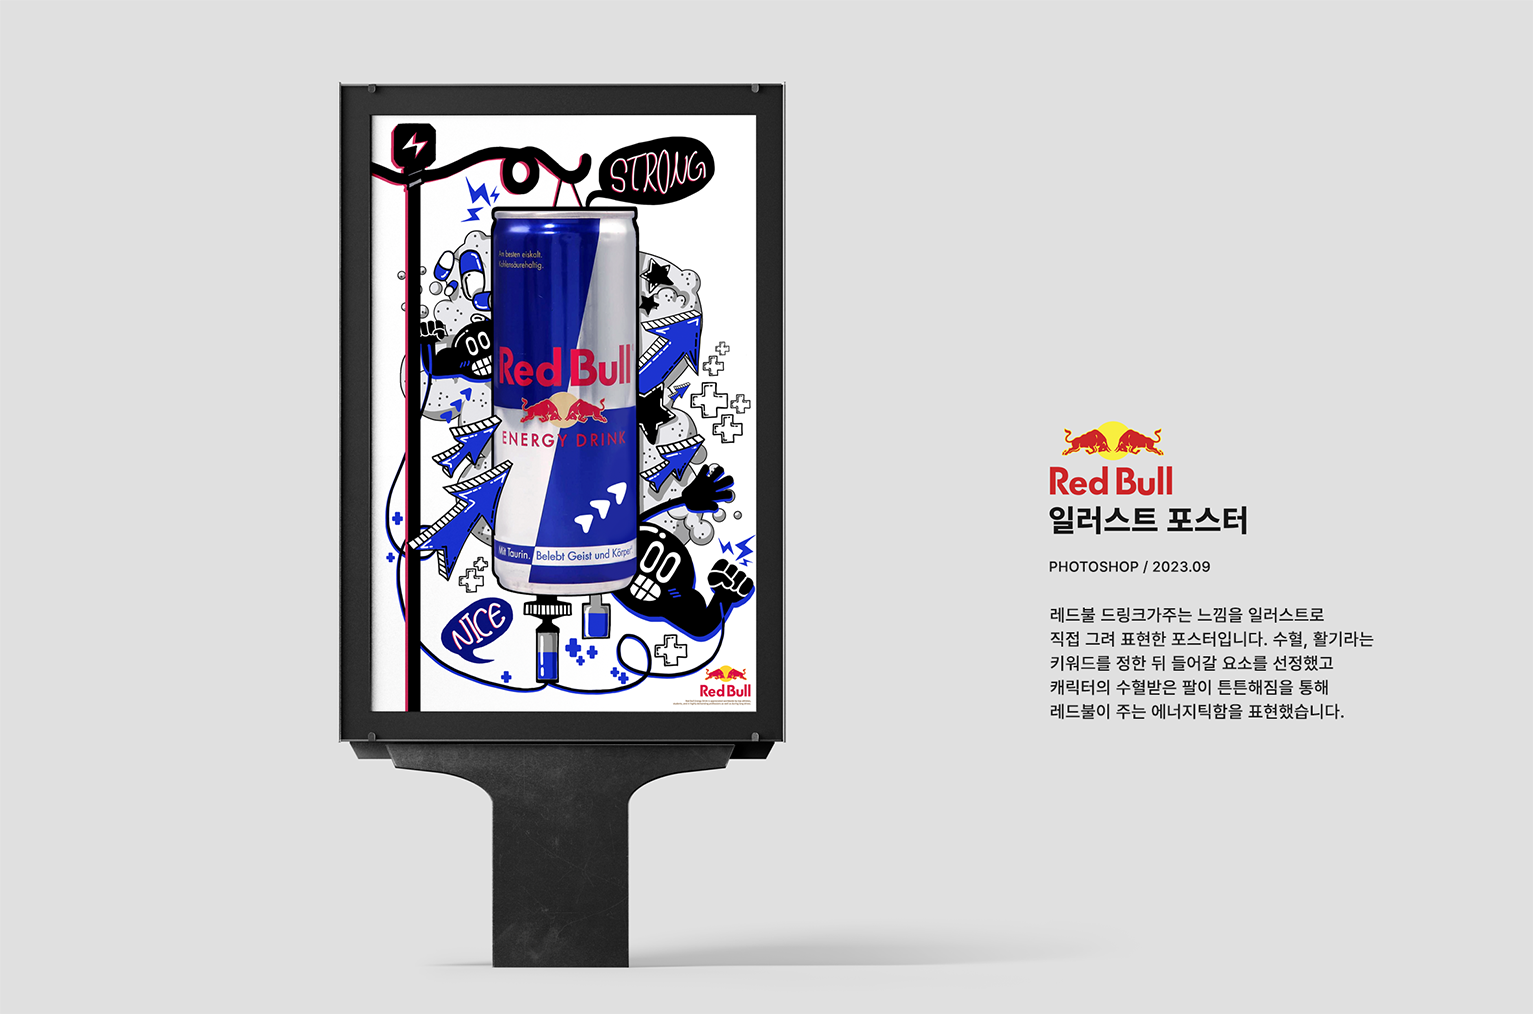 STRONG
Am besten eiskalt.
Kohlensäurehaltig.
Red Bull
ENERGY DRINK
Mit Taurin. Belebt Geist und Körper
NICE
Red Bull
Red Bull
일러스트 포스터
PHOTOSHOP / 2023.09
레드불 드링크가주는 느낌을 일러스트로
직접 그려 표현한 포스터입니다. 수혈, 활기라는
키워드를 정한 뒤 들어갈 요소를 선정했고
캐릭터의 수혈받은 팔이 튼튼해짐을 통해
레드불이 주는 에너지틱함을 표현했습니다.